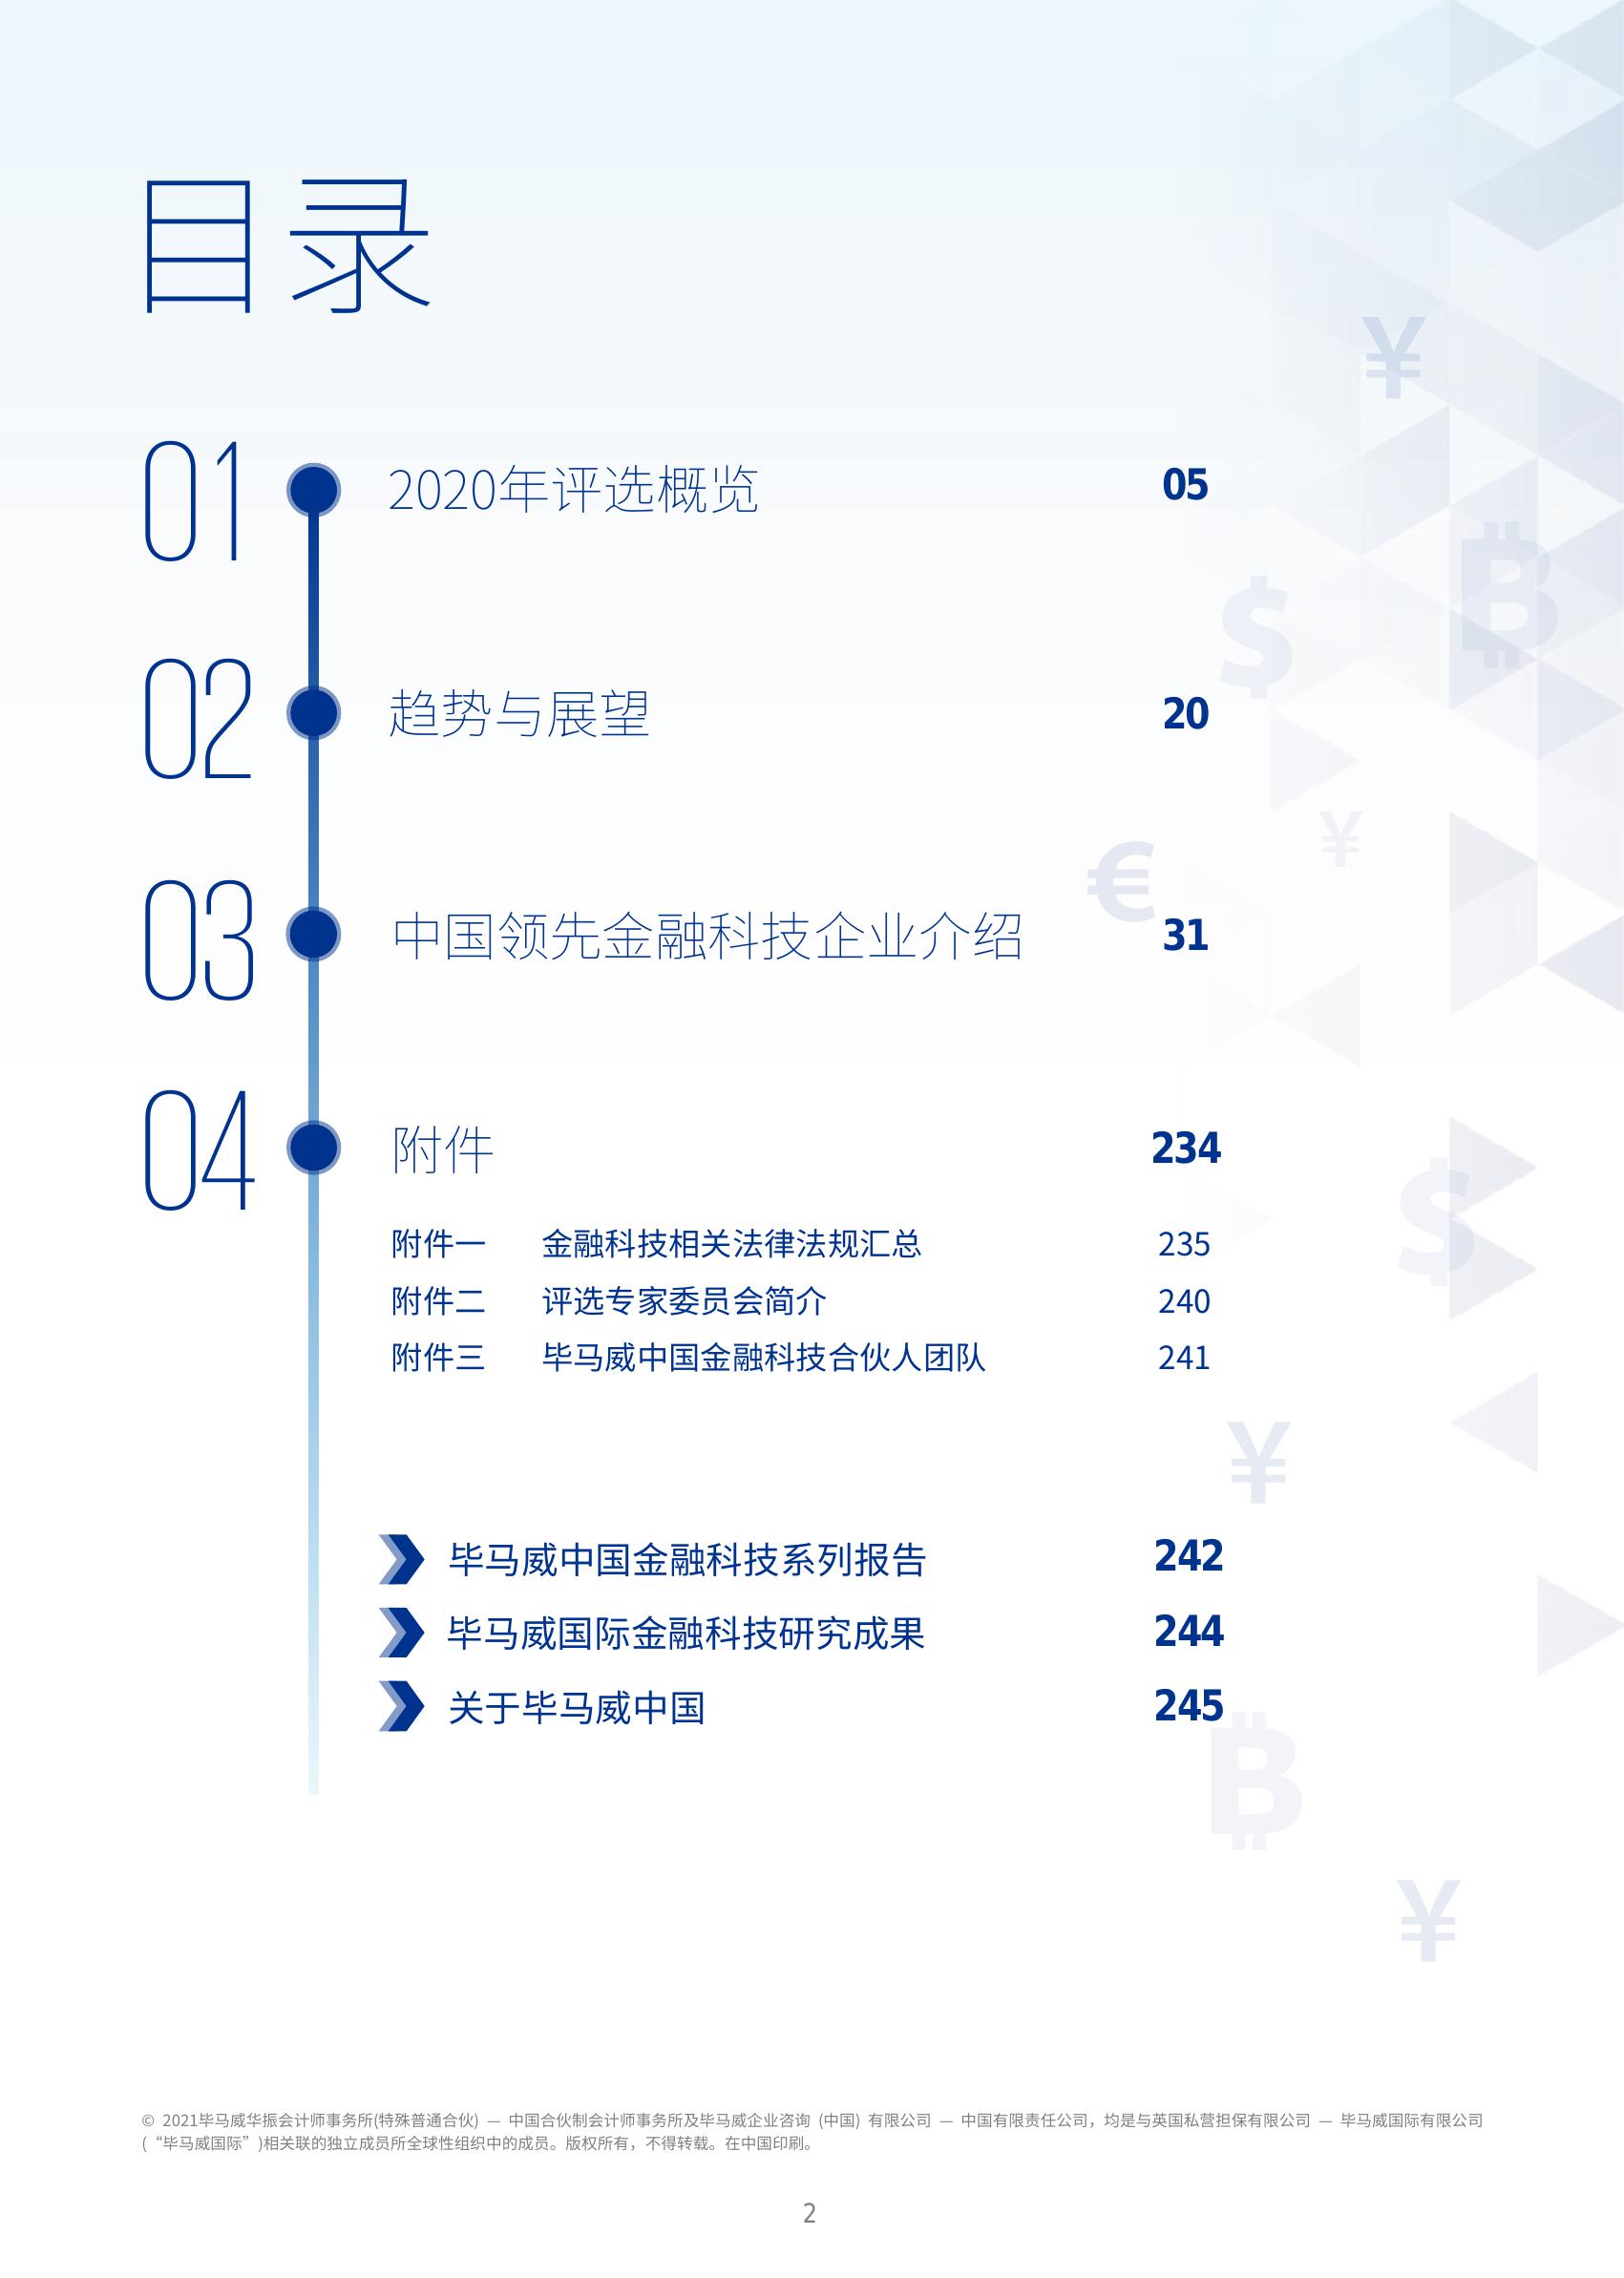 目录
01 2020年评选概览 05
02 趋势与展望 20
03 中国领先金融科技企业介绍 31
04 附件 234
附件一 金融科技相关法律法规汇总 235
附件二 评选专家委员会简介 240
附件三 毕马威中国金融科技合伙人团队 241
毕马威中国金融科技系列报告 242
毕马威国际金融科技研究成果 244
关于毕马威中国 245
© 2021毕马威华振会计师事务所(特殊普通合伙) — 中国合伙制会计师事务所及毕马威企业咨询 (中国) 有限公司 — 中国有限责任公司，均是与英国私营担保有限公司 — 毕马威国际有限公司
(“毕马威国际”)相关联的独立成员所全球性组织中的成员。版权所有，不得转载。在中国印刷。
2